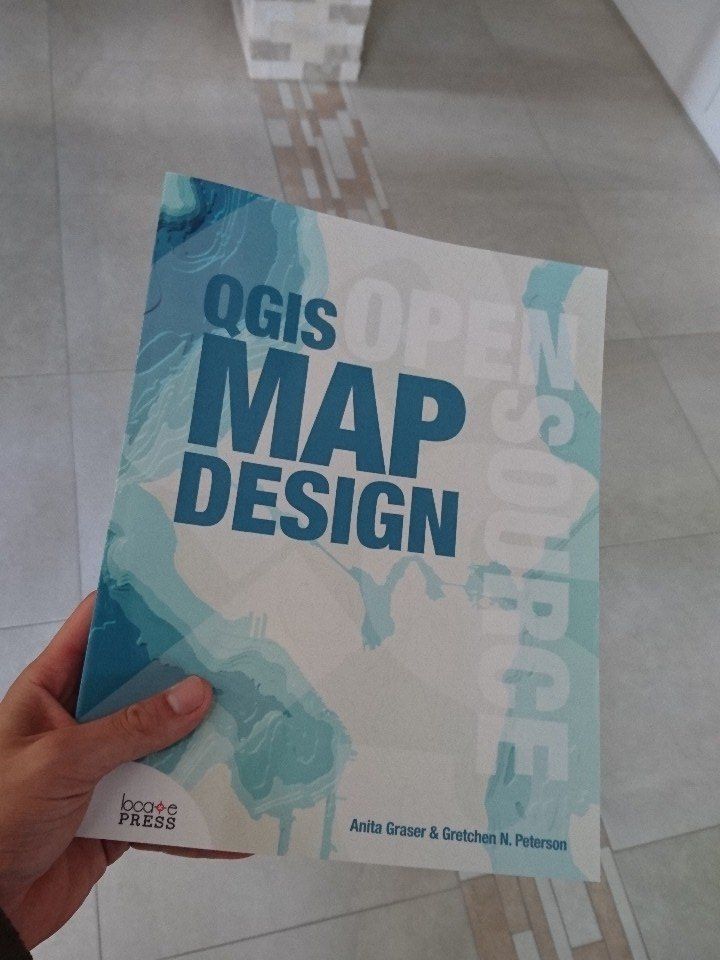 QGIS
MAP
DESIGN
OPEN
SOURCE
locate
PRESS
Anita Graser & Gretchen N. Peterson